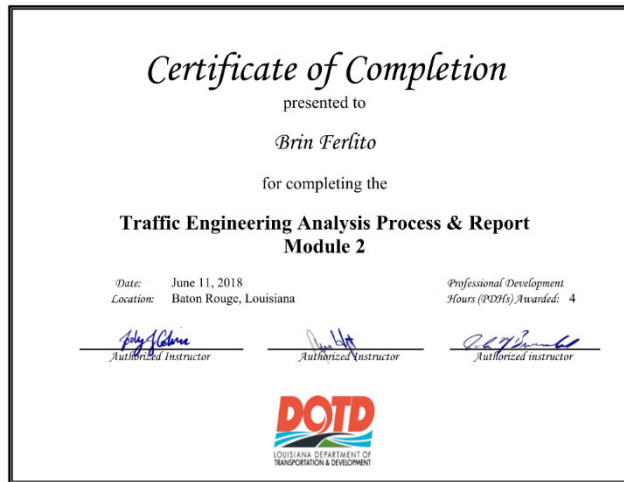 Certificate of Completion
presented to
Brin Ferlito
for completing the
Traffic Engineering Analysis Process & Report
Module 2
Date: June 11, 2018
Location: Baton Rouge, Louisiana
Professional Development
Hours (PDHs) Awarded: 4
Authorized Instructor
Authorized Instructor
Authorized instructor
DOTD
LOUISIANA DEPARTMENT OF
TRANSPORTATION & DEVELOPMENT